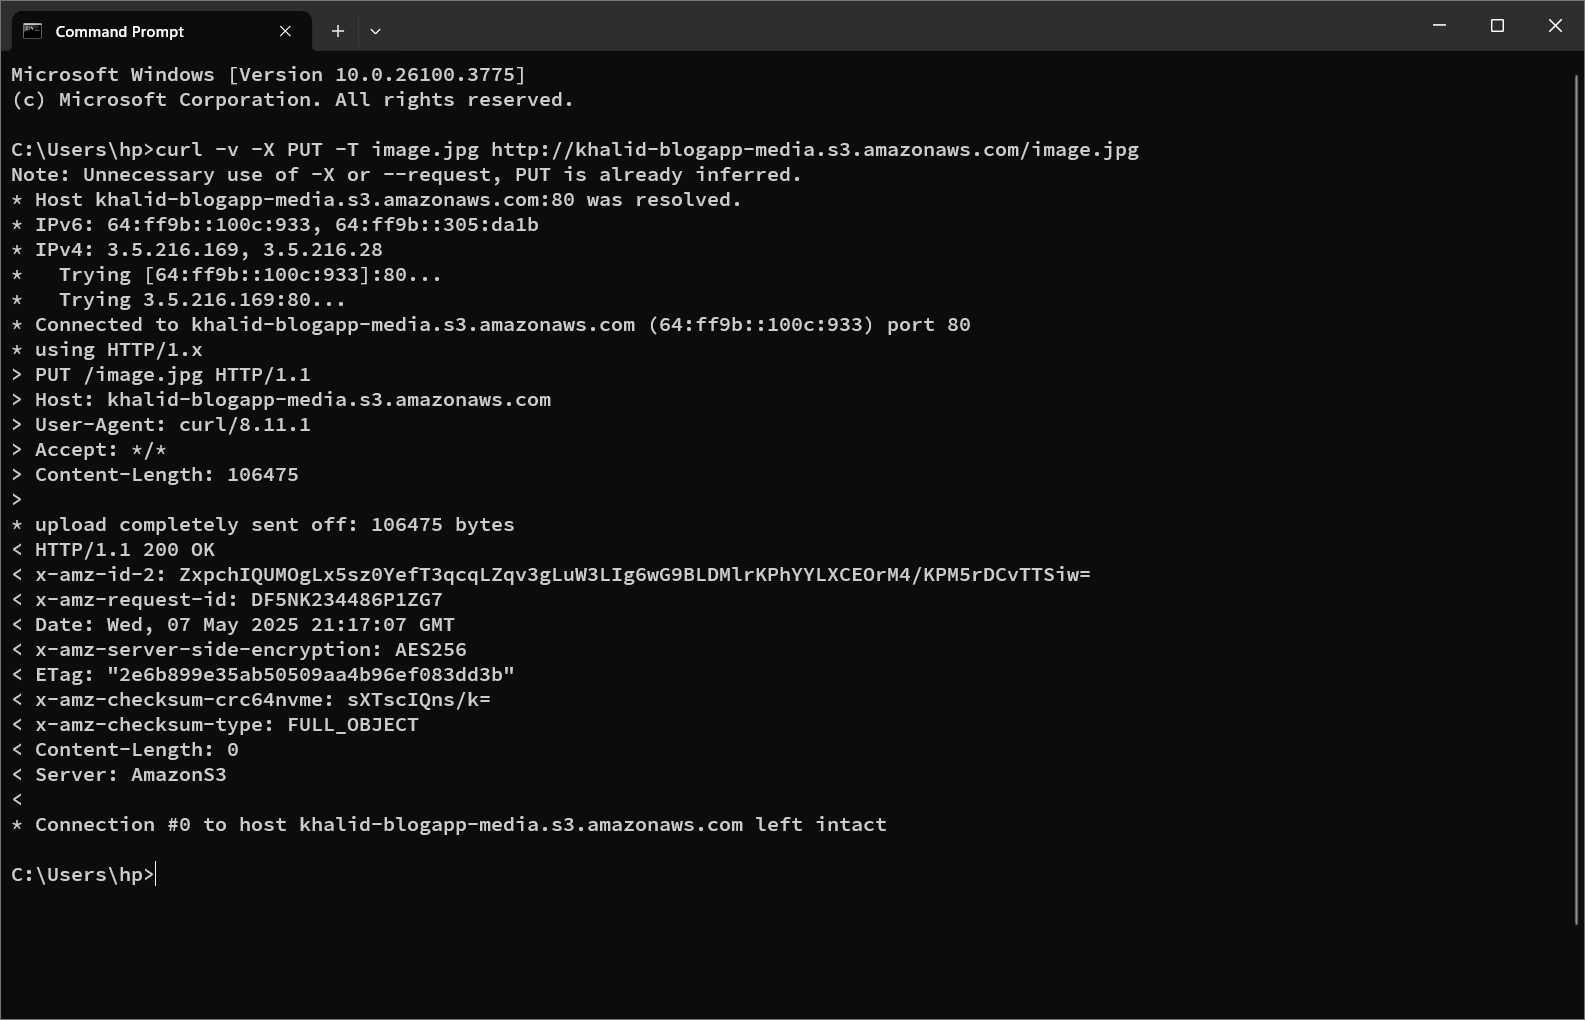 Command Prompt
Microsoft Windows [Version 10.0.26100.3775]
(c) Microsoft Corporation. All rights reserved.
C:\Users\hp>curl -v -X PUT -T image.jpg http://khalid-blogapp-media.s3.amazonaws.com/image.jpg
Note: Unnecessary use of -X or --request, PUT is already inferred.
* Host khalid-blogapp-media.s3.amazonaws.com:80 was resolved.
* IPv6: 64:ff9b::100c:933, 64:ff9b::305:da1b
* IPv4: 3.5.216.169, 3.5.216.28
*   Trying [64:ff9b::100c:933]:80...
*   Trying 3.5.216.169:80...
* Connected to khalid-blogapp-media.s3.amazonaws.com (64:ff9b::100c:933) port 80
* using HTTP/1.x
> PUT /image.jpg HTTP/1.1
> Host: khalid-blogapp-media.s3.amazonaws.com
> User-Agent: curl/8.11.1
> Accept: */*
> Content-Length: 106475
>
* upload completely sent off: 106475 bytes
< HTTP/1.1 200 OK
< x-amz-id-2: ZxpchIQUMOgLx5sz0YefT3qcqLZqv3gLuW3LIg6wG9BLDMlrKPhYYLXCEOrM4/KPM5rDCvTTSiw=
< x-amz-request-id: DF5NK234486P1ZG7
< Date: Wed, 07 May 2025 21:17:07 GMT
< x-amz-server-side-encryption: AES256
< ETag: "2e6b899e35ab50509aa4b96ef083dd3b"
< x-amz-checksum-crc64nvme: sXTscIQns/k=
< x-amz-checksum-type: FULL_OBJECT
< Content-Length: 0
< Server: AmazonS3
<
* Connection #0 to host khalid-blogapp-media.s3.amazonaws.com left intact
C:\Users\hp>